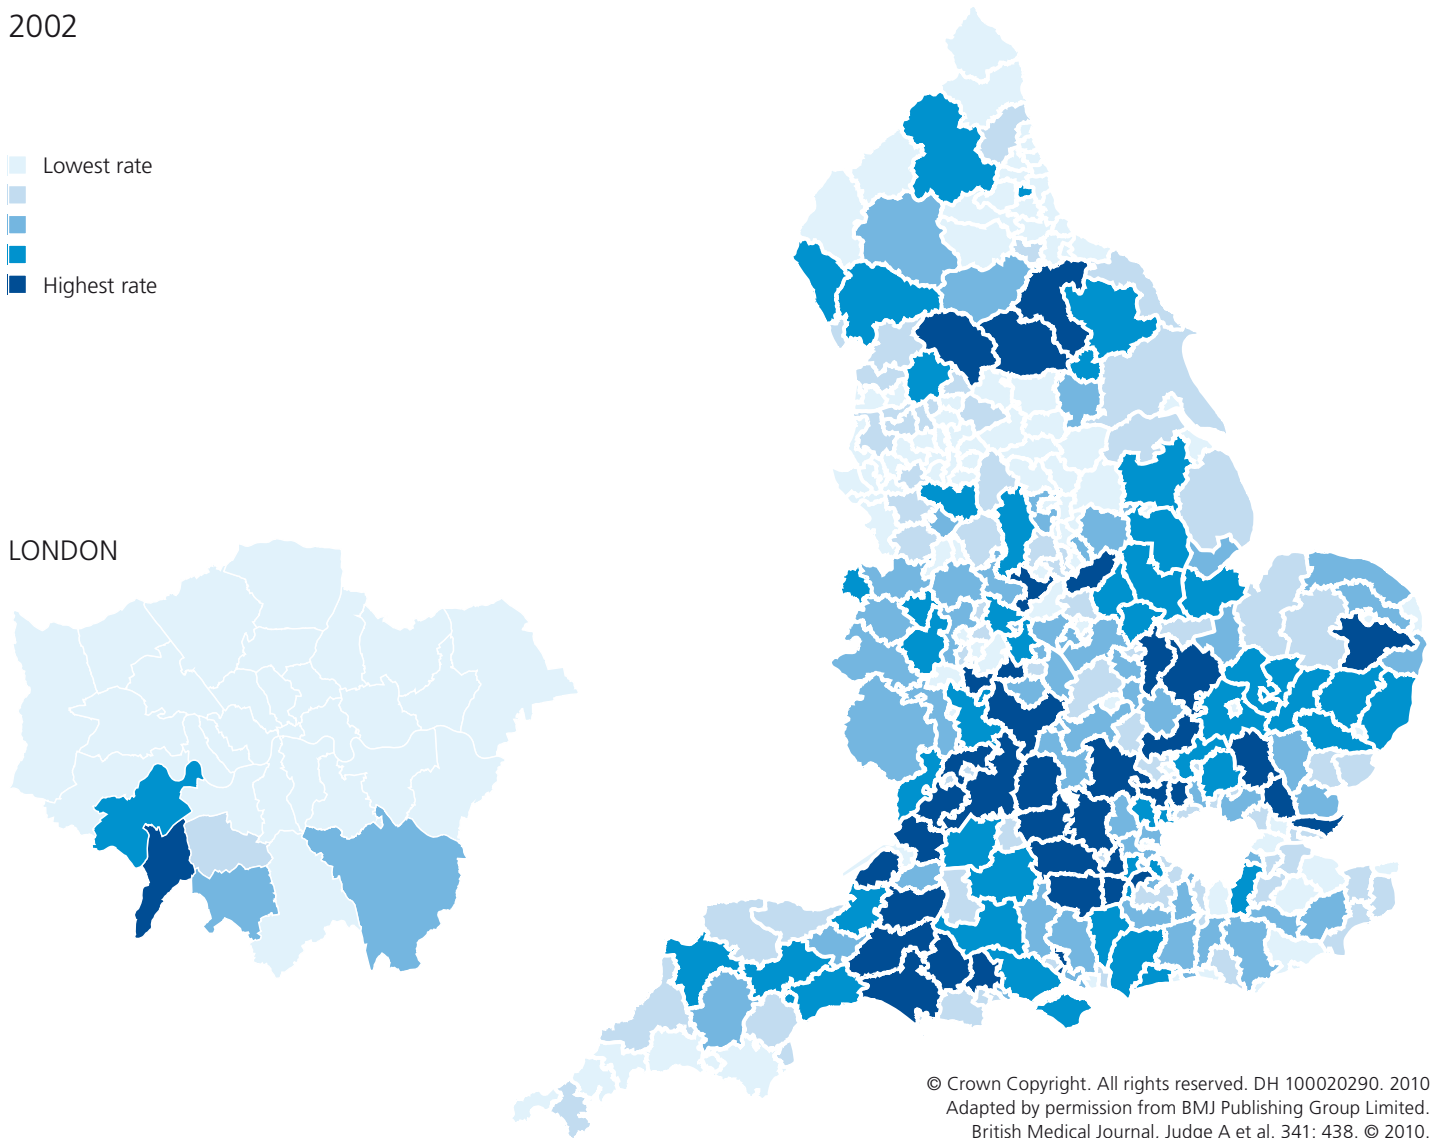 2002
Lowest rate
Highest rate
LONDON
© Crown Copyright. All rights reserved. DH 100020290. 2010
Adapted by permission from BMJ Publishing Group Limited.
British Medical Journal. Judge A et al. 341: 438. © 2010.